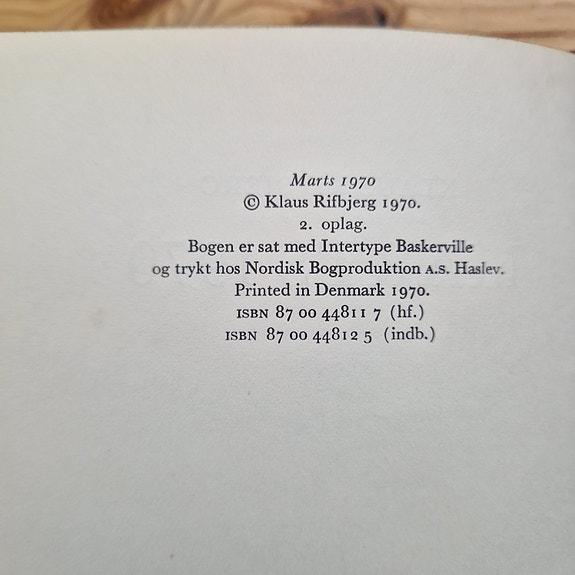 Marts 1970
© Klaus Rifbjerg 1970.
2. oplag.
Bogen er sat med Intertype Baskerville
og trykt hos Nordisk Bogproduktion A.S. Haslev.
Printed in Denmark 1970.
ISBN 87 00 44811 7 (hf.)
ISBN 87 00 44812 5 (indb.)